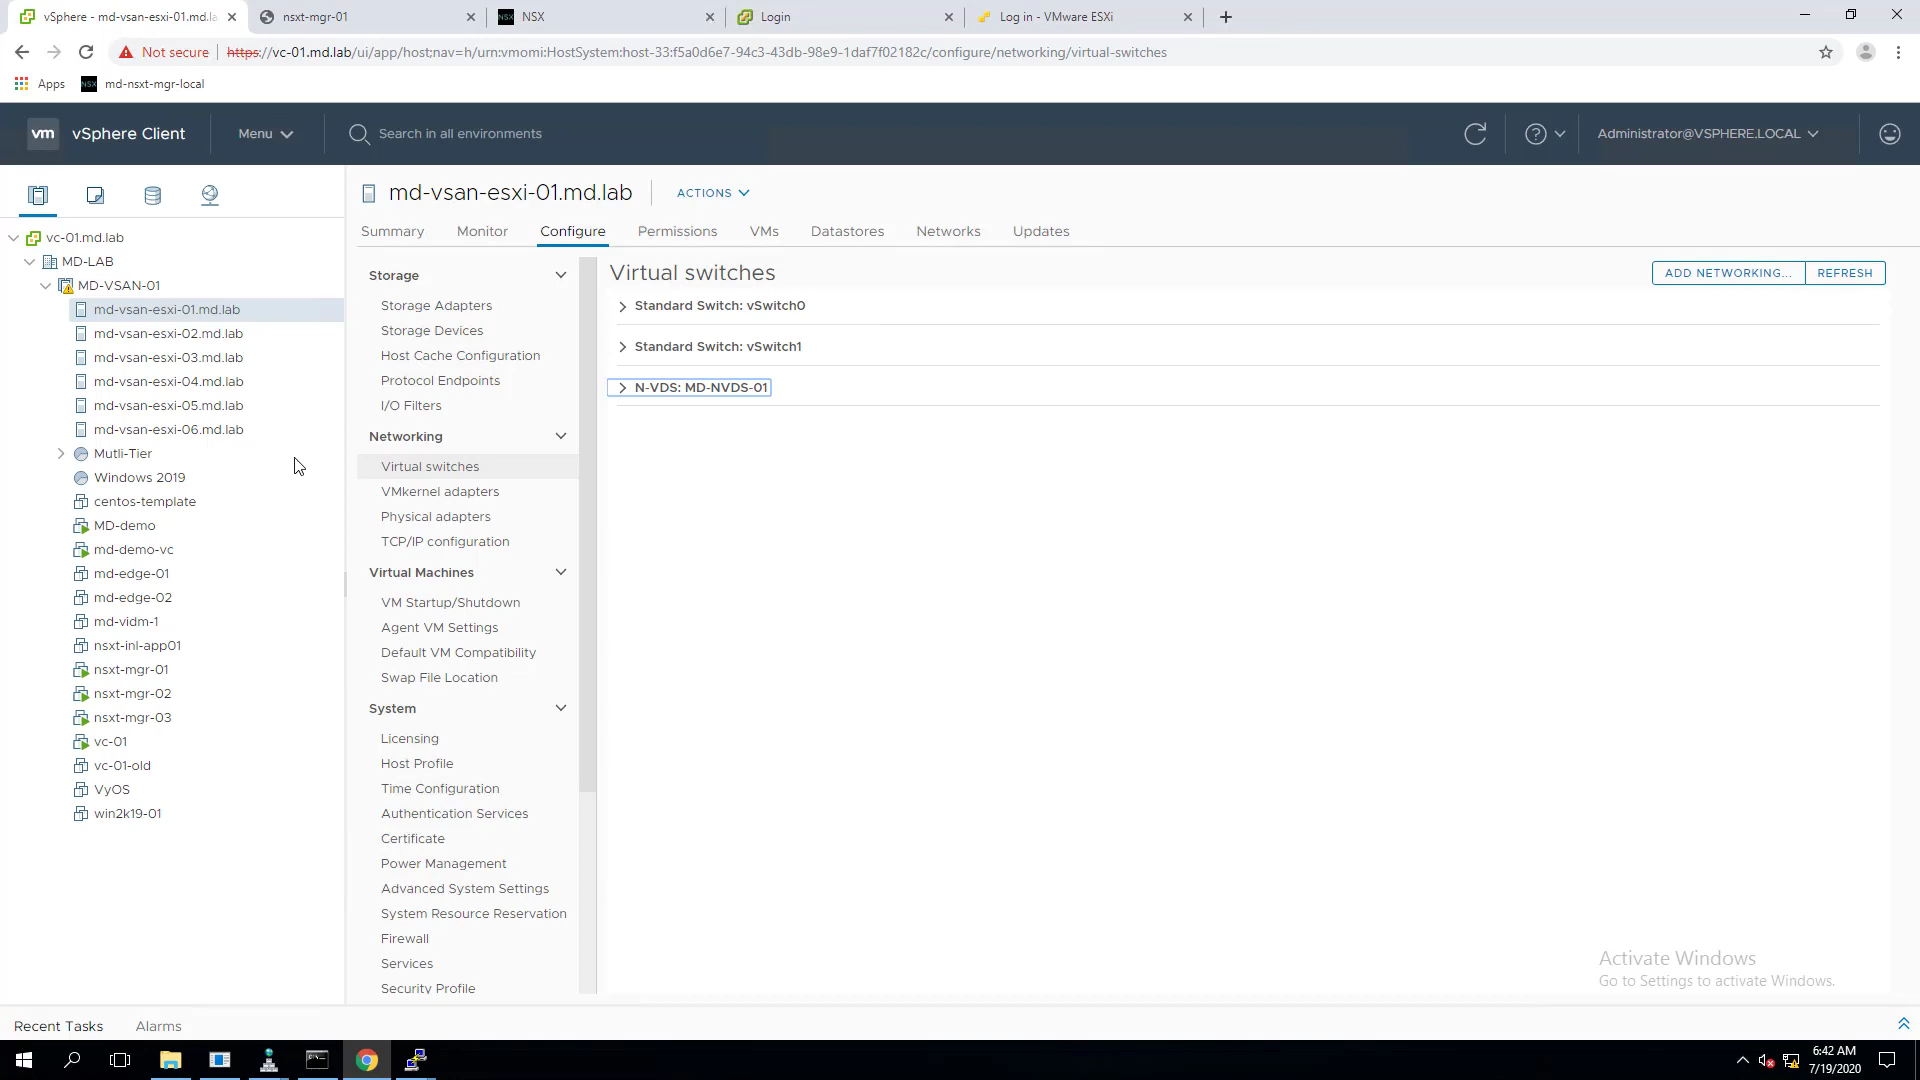 vSphere - md-vsan-esxi-01.md.la
nsxt-mgr-01
NSX
NSX
Login
Log in - VMware ESXi
Not secure
https://vc-01.md.lab/ui/app/host;nav=h/urn:vmomi:HostSystem:host-33:f5a0d6e7-94c3-43db-98e9-1daf7f02182c/configure/networking/virtual-switches
Apps
NSX
md-nsxt-mgr-local
vm
vSphere Client
Menu
Search in all environments
Administrator@VSPHERE.LOCAL
vc-01.md.lab
MD-LAB
MD-VSAN-01
md-vsan-esxi-01.md.lab
md-vsan-esxi-02.md.lab
md-vsan-esxi-03.md.lab
md-vsan-esxi-04.md.lab
md-vsan-esxi-05.md.lab
md-vsan-esxi-06.md.lab
Mutli-Tier
Windows 2019
centos-template
MD-demo
md-demo-vc
md-edge-01
md-edge-02
md-vidm-1
nsxt-inl-app01
nsxt-mgr-01
nsxt-mgr-02
nsxt-mgr-03
vc-01
vc-01-old
VyOS
win2k19-01
md-vsan-esxi-01.md.lab
ACTIONS
Summary
Monitor
Configure
Permissions
VMs
Datastores
Networks
Updates
Storage
Storage Adapters
Storage Devices
Host Cache Configuration
Protocol Endpoints
I/O Filters
Networking
Virtual switches
VMkernel adapters
Physical adapters
TCP/IP configuration
Virtual Machines
VM Startup/Shutdown
Agent VM Settings
Default VM Compatibility
Swap File Location
System
Licensing
Host Profile
Time Configuration
Authentication Services
Certificate
Power Management
Advanced System Settings
System Resource Reservation
Firewall
Services
Security Profile
Virtual switches
ADD NETWORKING...
REFRESH
Standard Switch: vSwitch0
Standard Switch: vSwitch1
N-VDS: MD-NVDS-01
Activate Windows
Go to Settings to activate Windows.
Recent Tasks
Alarms
6:42 AM
7/19/2020